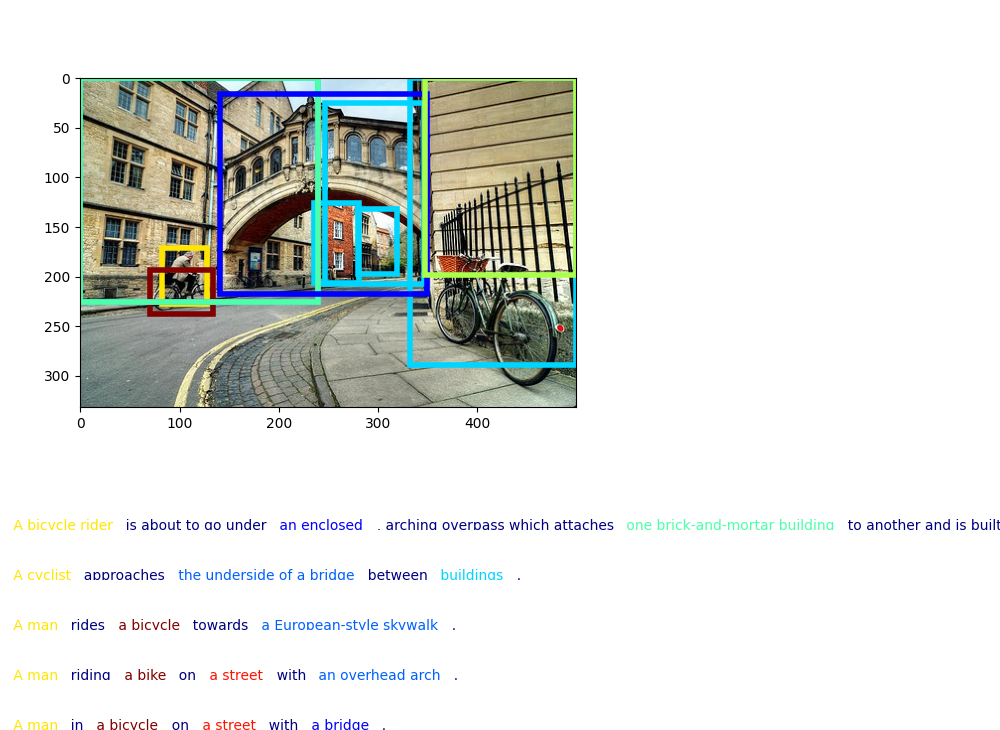 0
50
100
150
200
250
300
0 100 200 300 400
A bicycle rider is about to go under an enclosed , arching overpass which attaches one brick-and-mortar building to another and is built
A cyclist approaches the underside of a bridge between buildings .
A man rides a bicycle towards a European-style skywalk .
A man riding a bike on a street with an overhead arch .
A man in a bicycle on a street with a bridge .